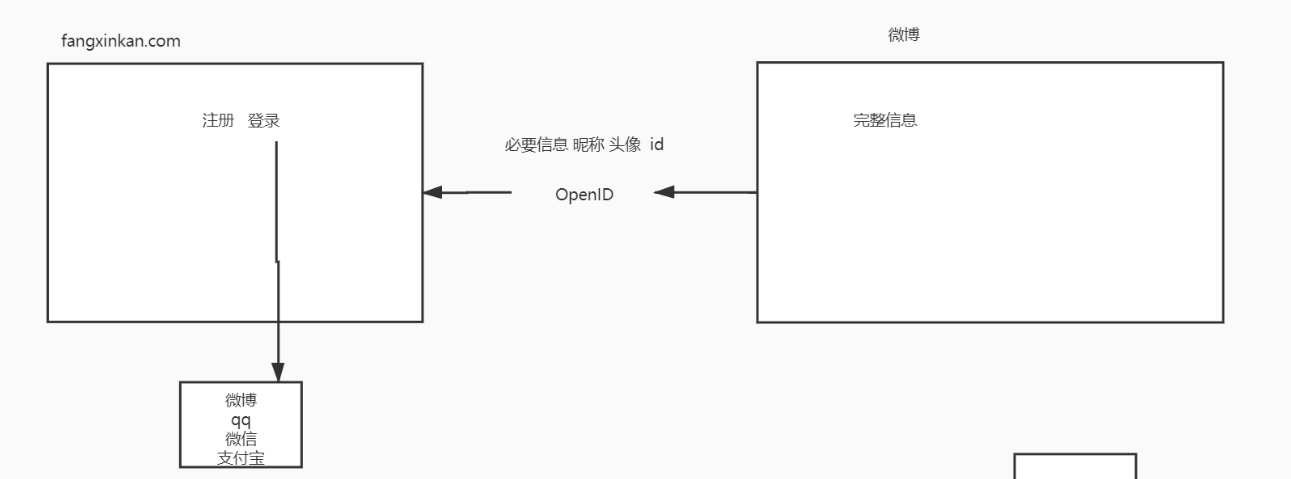 fangxinkan.com
微博
注册 登录
完整信息
必要信息 昵称 头像 id
OpenID
微博
qq
微信
支付宝